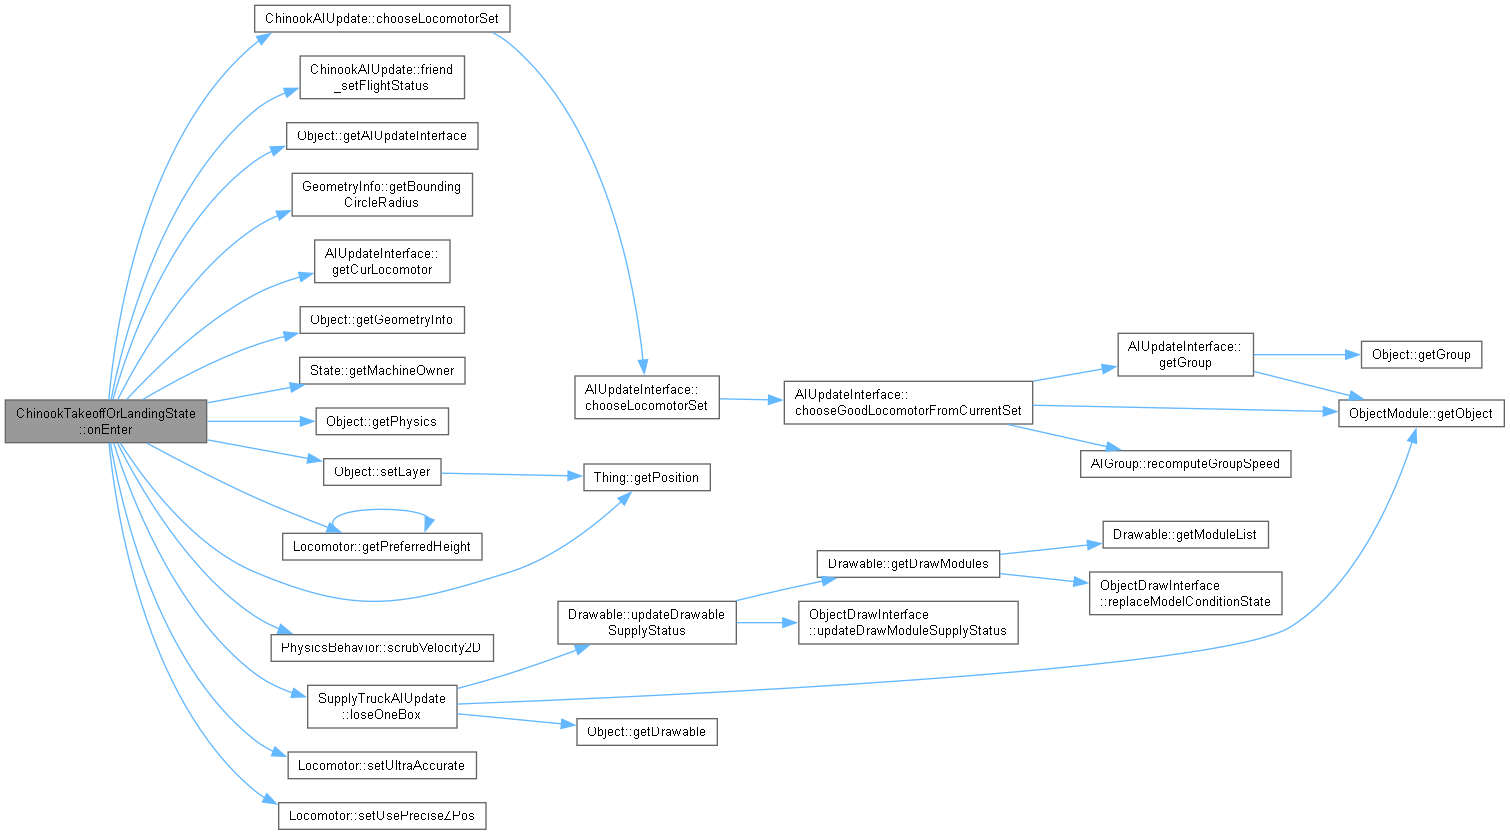 ChinookAIUpdate::chooseLocomotorSet
ChinookAIUpdate::friend
_setFlightStatus
Object::getAIUpdateInterface
GeometryInfo::getBounding
CircleRadius
AIUpdateInterface::
getCurLocomotor
Object::getGeometryInfo
State::getMachineOwner
ChinookTakeoffOrLandingState
::onEnter
Object::getPhysics
Object::setLayer
Locomotor::getPreferredHeight
PhysicsBehavior::scrubVelocity2D
SupplyTruckAIUpdate
::loseOneBox
Locomotor::setUltraAccurate
Locomotor::setUsePreciseZPos
AIUpdateInterface::
chooseLocomotorSet
Thing::getPosition
Drawable::updateDrawable
SupplyStatus
Object::getDrawable
AIUpdateInterface::
chooseGoodLocomotorFromCurrentSet
Drawable::getDrawModules
ObjectDrawInterface
::updateDrawModuleSupplyStatus
AIUpdateInterface::
getGroup
AIGroup::recomputeGroupSpeed
Drawable::getModuleList
ObjectDrawInterface
::replaceModelConditionState
Object::getGroup
ObjectModule::getObject